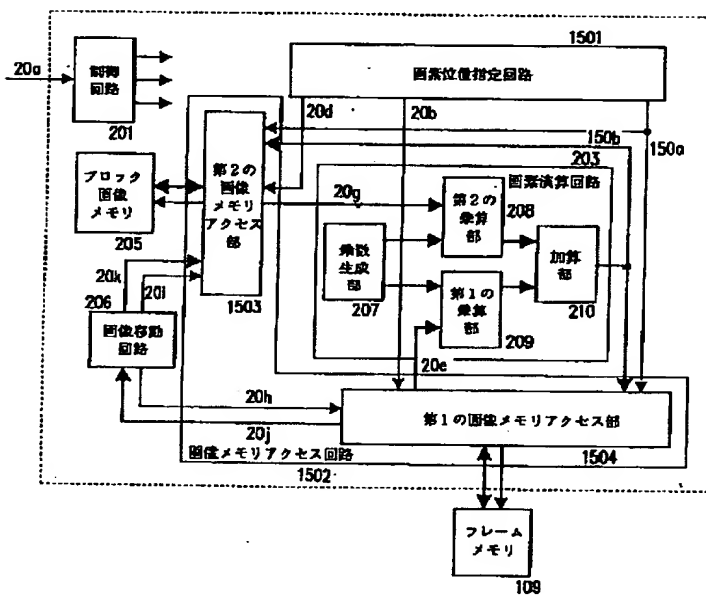 1501
画素位置指定回路
20a
制御
回路
201
20d
20b
150b
150a
203
画素演算回路
第2の
画像
メモリ
アクセス
部
1503
ブロック
画像
メモリ
205
20g
第2の
乗算
部
208
乗数
生成
部
207
第1の
乗算
部
209
加算
部
210
20k
20i
206
画像移動
回路
20e
20h
20j
第1の画像メモリアクセス部
1504
画像メモリアクセス回路
1502
フレーム
メモリ
109